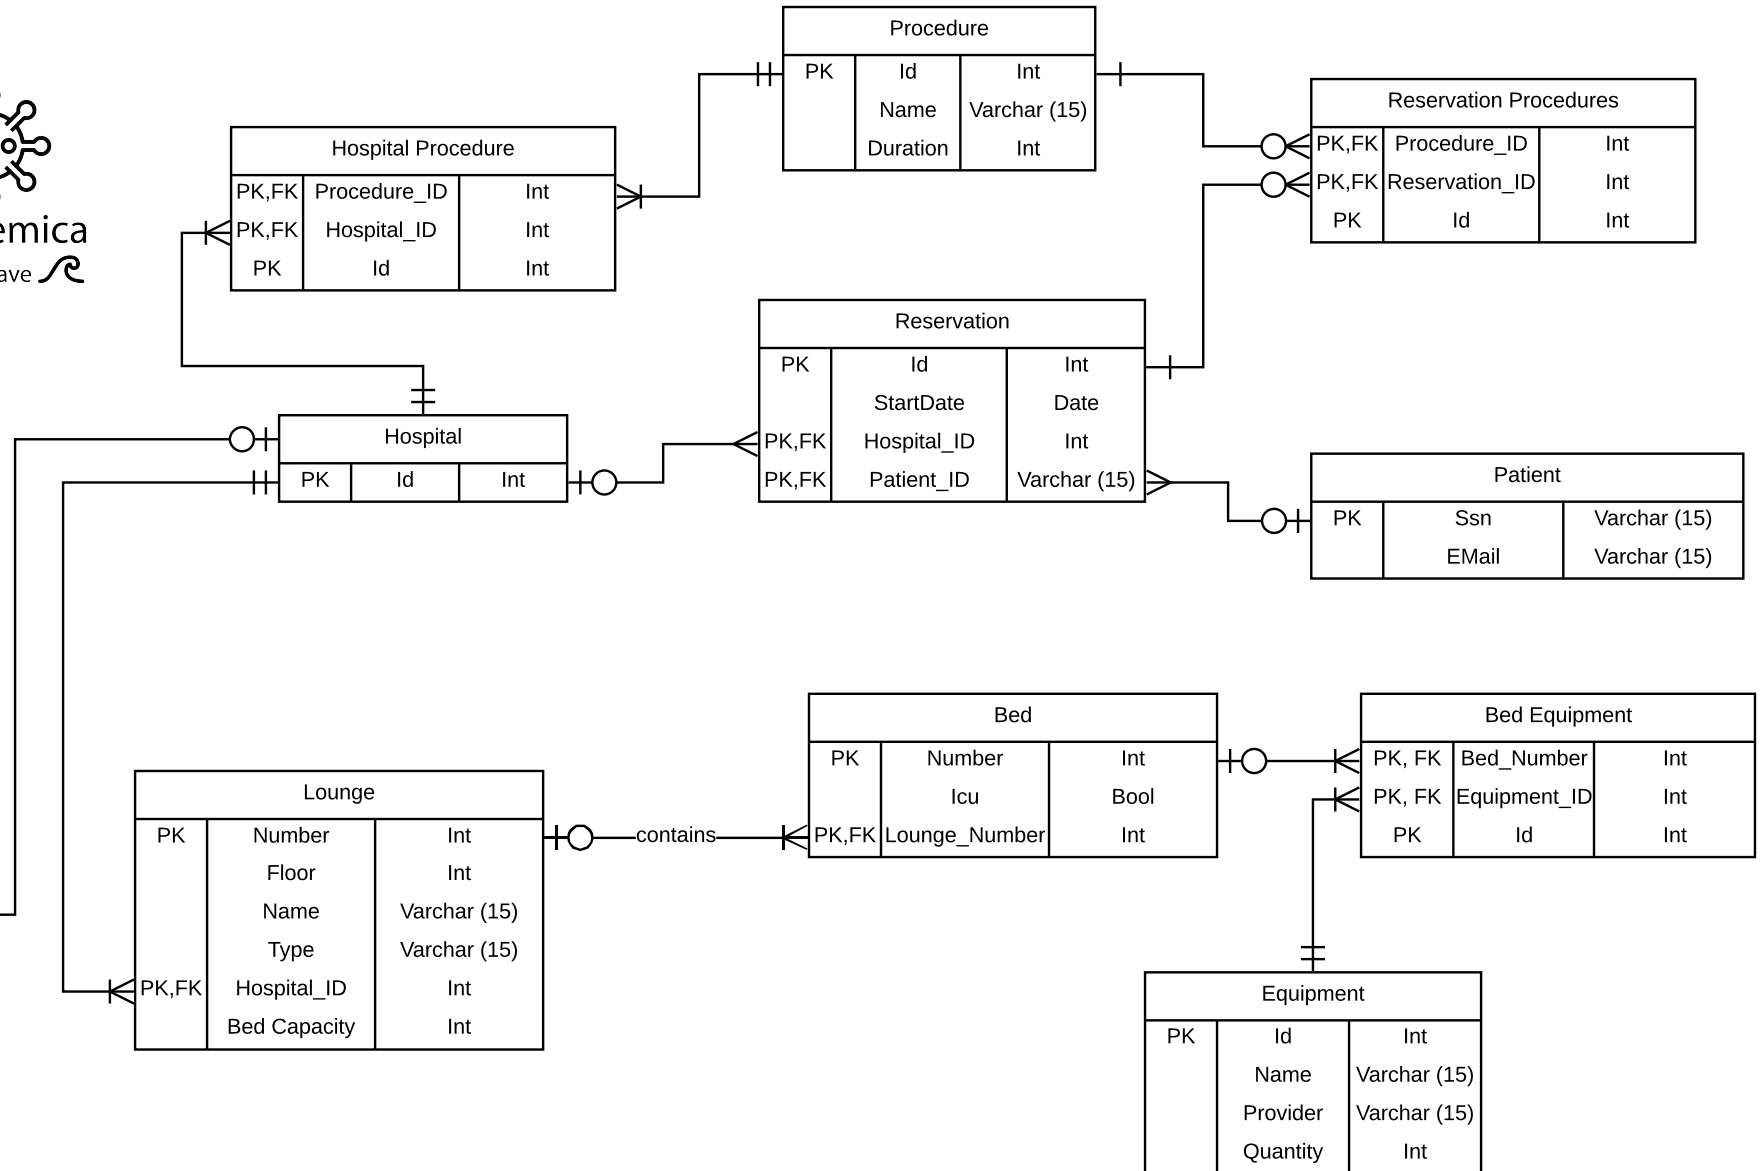 emica
ave
Procedure
PK Id Int
Name Varchar (15)
Duration Int
Reservation Procedures
PK,FK Procedure_ID Int
PK,FK Reservation_ID Int
PK Id Int
Hospital Procedure
PK,FK Procedure_ID Int
PK,FK Hospital_ID Int
PK Id Int
Reservation
PK Id Int
StartDate Date
PK,FK Hospital_ID Int
PK,FK Patient_ID Varchar (15)
Hospital
PK Id Int
Patient
PK Ssn Varchar (15)
EMail Varchar (15)
Bed
PK Number Int
Icu Bool
PK,FK Lounge_Number Int
Bed Equipment
PK, FK Bed_Number Int
PK, FK Equipment_ID Int
PK Id Int
Lounge
PK Number Int
Floor Int
Name Varchar (15)
Type Varchar (15)
PK,FK Hospital_ID Int
Bed Capacity Int
contains
Equipment
PK Id Int
Name Varchar (15)
Provider Varchar (15)
Quantity Int